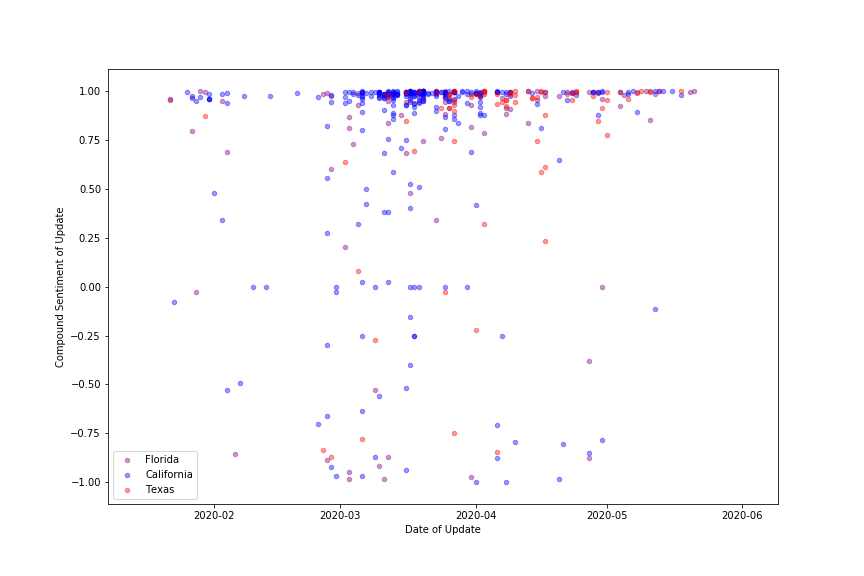 1.00
0.75
0.50
0.25
0.00
−0.25
−0.50
−0.75
−1.00
Compound Sentiment of Update
Florida
California
Texas
2020-02 2020-03 2020-04 2020-05 2020-06
Date of Update